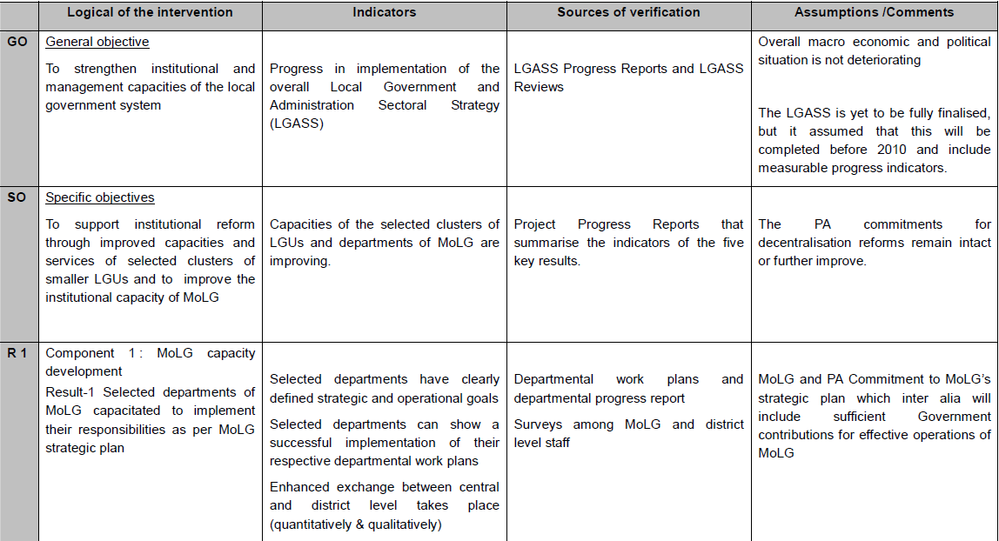 Logical of the intervention
Indicators
Sources of verification
Assumptions /Comments
GO
General objective
To strengthen institutional and
management capacities of the local
government system
Progress in implementation of the
overall Local Government and
Administration Sectoral Strategy
(LGASS)
LGASS Progress Reports and LGASS
Reviews
Overall macro economic and political
situation is not deteriorating
The LGASS is yet to be fully finalised,
but it assumed that this will be
completed before 2010 and include
measurable progress indicators.
SO
Specific objectives
To support institutional reform
through improved capacities and
services of selected clusters of
smaller LGUs and to improve the
institutional capacity of MoLG
Capacities of the selected clusters of
LGUs and departments of MoLG are
improving.
Project Progress Reports that
summarise the indicators of the five
key results.
The PA commitments for
decentralisation reforms remain intact
or further improve.
R 1
Component 1 : MoLG capacity
development
Result-1 Selected departments of
MoLG capacitated to implement
their responsibilities as per MoLG
strategic plan
Selected departments have clearly
defined strategic and operational goals
Selected departments can show a
successful implementation of their
respective departmental work plans
Enhanced exchange between central
and district level takes place
(quantitatively & qualitatively)
Departmental work plans and
departmental progress report
Surveys among MoLG and district
level staff
MoLG and PA Commitment to MoLG’s
strategic plan which inter alia will
include sufficient Government
contributions for effective operations of
MoLG